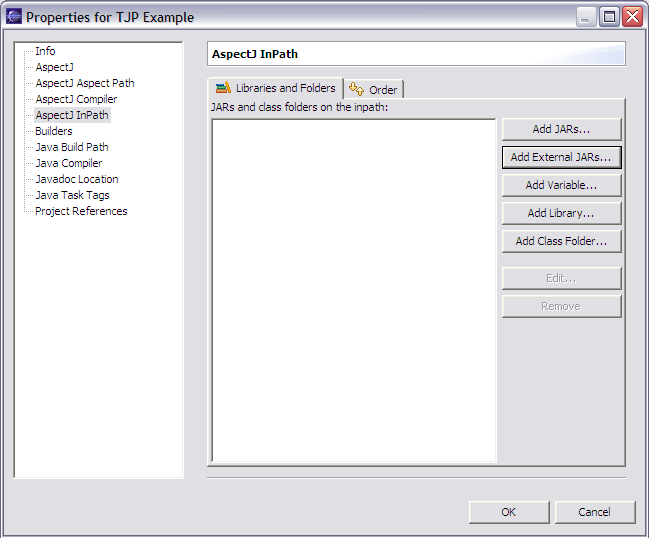 Properties for TJP Example
Info
AspectJ
AspectJ Aspect Path
AspectJ Compiler
AspectJ InPath
Builders
Java Build Path
Java Compiler
Javadoc Location
Java Task Tags
Project References
AspectJ InPath
Libraries and Folders
Order
JARs and class folders on the inpath:
Add JARs...
Add External JARs...
Add Variable...
Add Library...
Add Class Folder...
Edit...
Remove
OK
Cancel